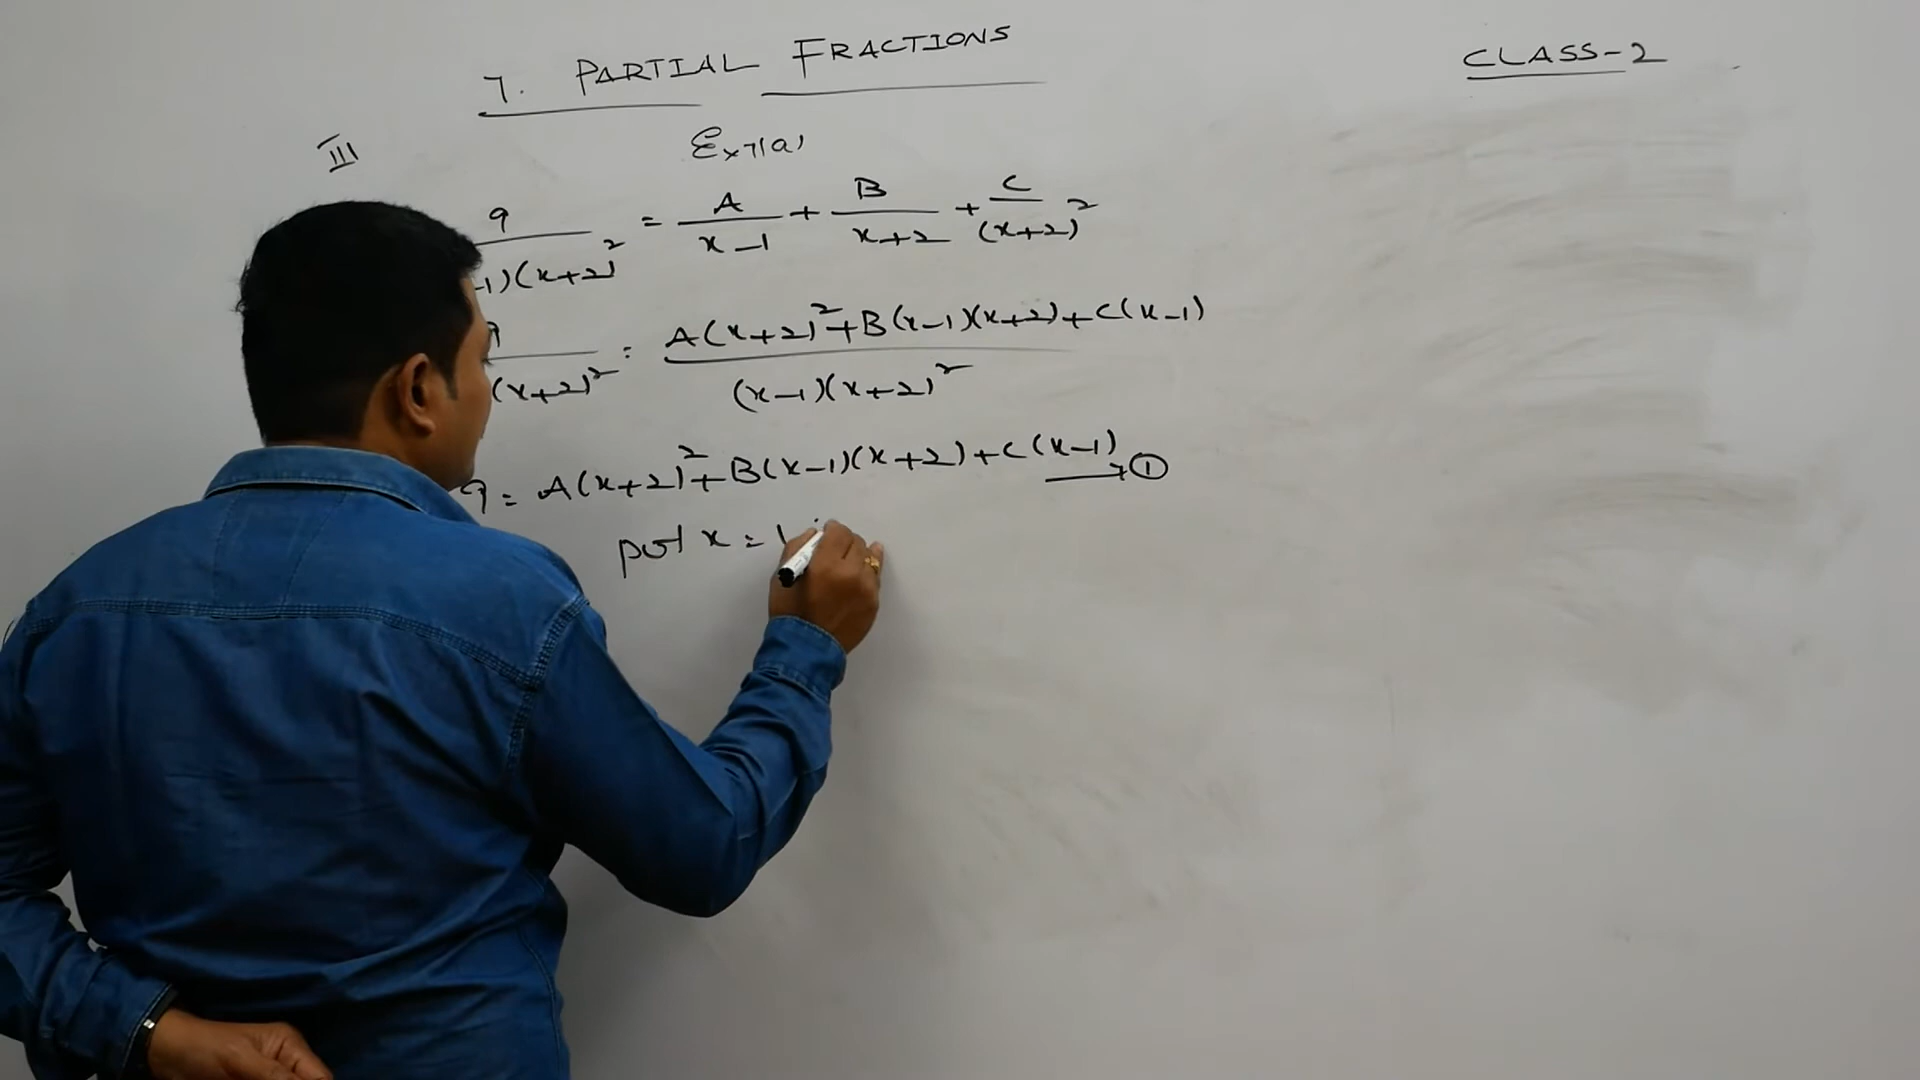 7. PARTIAL FRACTIONS
CLASS-2
Ex 7(a)
III
9 / -1)(x+2)² = A / x-1 + B / x+2 + C / (x+2)²
9 / (x+2)² = A(x+2)²+B(x-1)(x+2)+C(x-1) / (x-1)(x+2)²
9 = A(x+2)²+B(x-1)(x+2)+C(x-1) → ①
put x = 1 i